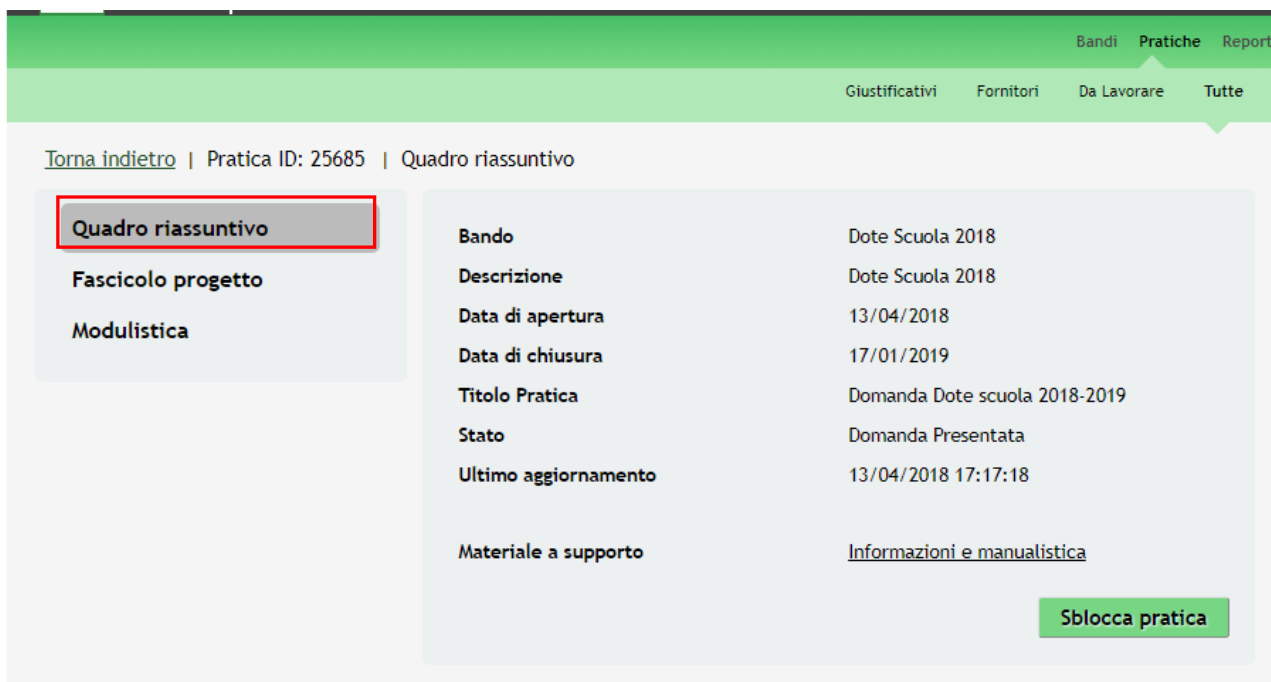 Bandi Pratiche Report
Giustificativi Fornitori Da Lavorare Tutte
Torna indietro | Pratica ID: 25685 | Quadro riassuntivo
Quadro riassuntivo
Fascicolo progetto
Modulistica
Bando Dote Scuola 2018
Descrizione Dote Scuola 2018
Data di apertura 13/04/2018
Data di chiusura 17/01/2019
Titolo Pratica Domanda Dote scuola 2018-2019
Stato Domanda Presentata
Ultimo aggiornamento 13/04/2018 17:17:18
Materiale a supporto Informazioni e manualistica
Sblocca pratica